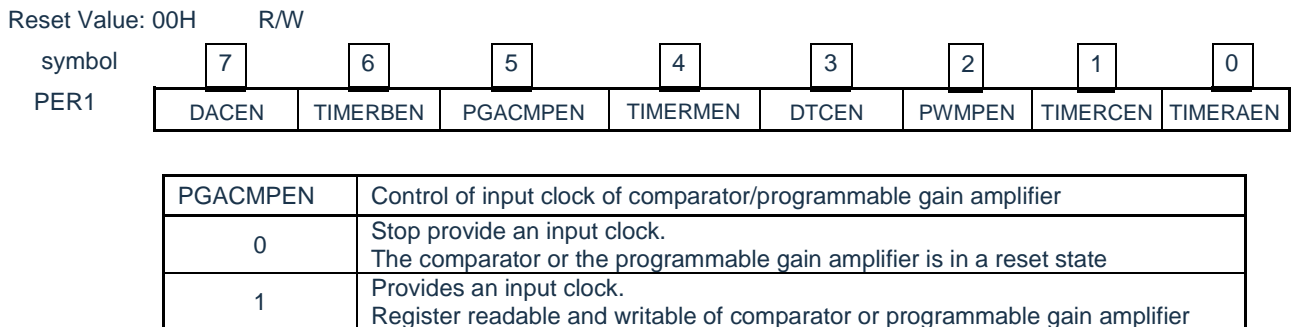 Reset Value: 00H R/W
symbol 7 6 5 4 3 2 1 0
PER1 DACEN TIMERBEN PGACMPEN TIMERMEN DTCEN PWMPEN TIMERCEN TIMERAEN
PGACMPEN Control of input clock of comparator/programmable gain amplifier
0 Stop provide an input clock.
The comparator or the programmable gain amplifier is in a reset state
1 Provides an input clock.
Register readable and writable of comparator or programmable gain amplifier